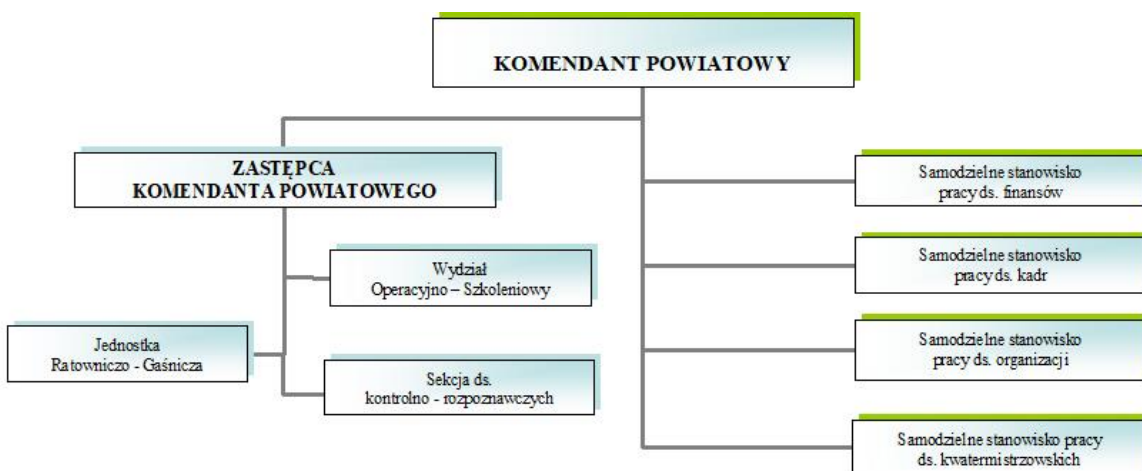 KOMENDANT POWIATOWY
ZASTĘPCA
KOMENDANTA POWIATOWEGO
Samodzielne stanowisko
pracy ds. finansów
Wydział
Operacyjno – Szkoleniowy
Samodzielne stanowisko
pracy ds. kadr
Jednostka
Ratowniczo - Gaśnicza
Samodzielne stanowisko
pracy ds. organizacji
Sekcja ds.
kontrolno - rozpoznawczych
Samodzielne stanowisko pracy
ds. kwatermistrzowskich